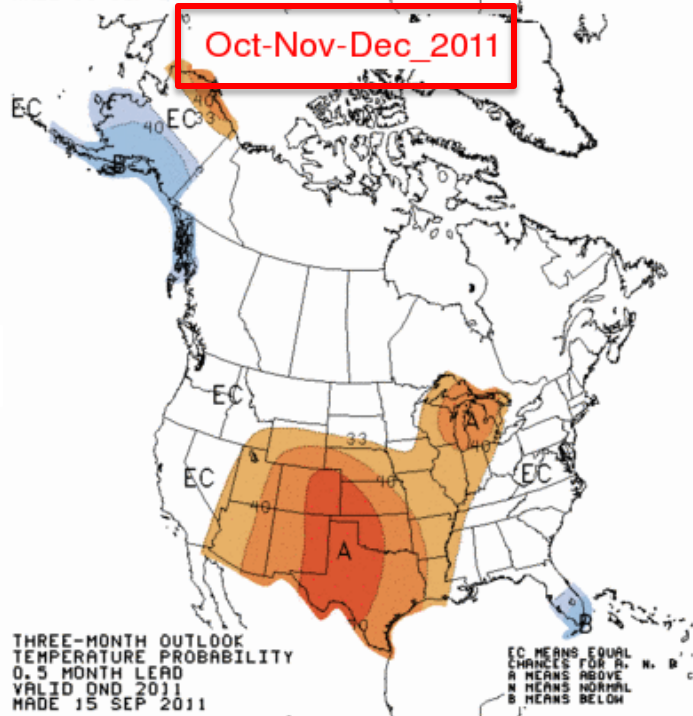 Oct-Nov-Dec_2011
EC
40
EC
33
40
B
EC
A
33
40
40
EC
EC
40
A
40
B
THREE-MONTH OUTLOOK
TEMPERATURE PROBABILITY
0.5 MONTH LEAD
VALID OND 2011
MADE 15 SEP 2011
EC MEANS EQUAL
CHANCES FOR A, N, B
A MEANS ABOVE
N MEANS NORMAL
B MEANS BELOW